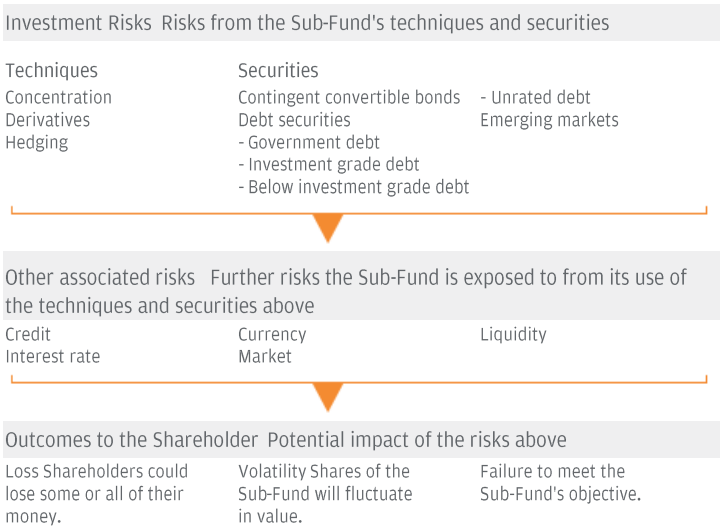 Investment Risks Risks from the Sub-Fund's techniques and securities
Techniques
Concentration
Derivatives
Hedging
Securities
Contingent convertible bonds
Debt securities
- Government debt
- Investment grade debt
- Below investment grade debt
- Unrated debt
Emerging markets
Other associated risks Further risks the Sub-Fund is exposed to from its use of
the techniques and securities above
Credit
Interest rate
Currency
Market
Liquidity
Outcomes to the Shareholder Potential impact of the risks above
Loss Shareholders could
lose some or all of their
money.
Volatility Shares of the
Sub-Fund will fluctuate
in value.
Failure to meet the
Sub-Fund's objective.